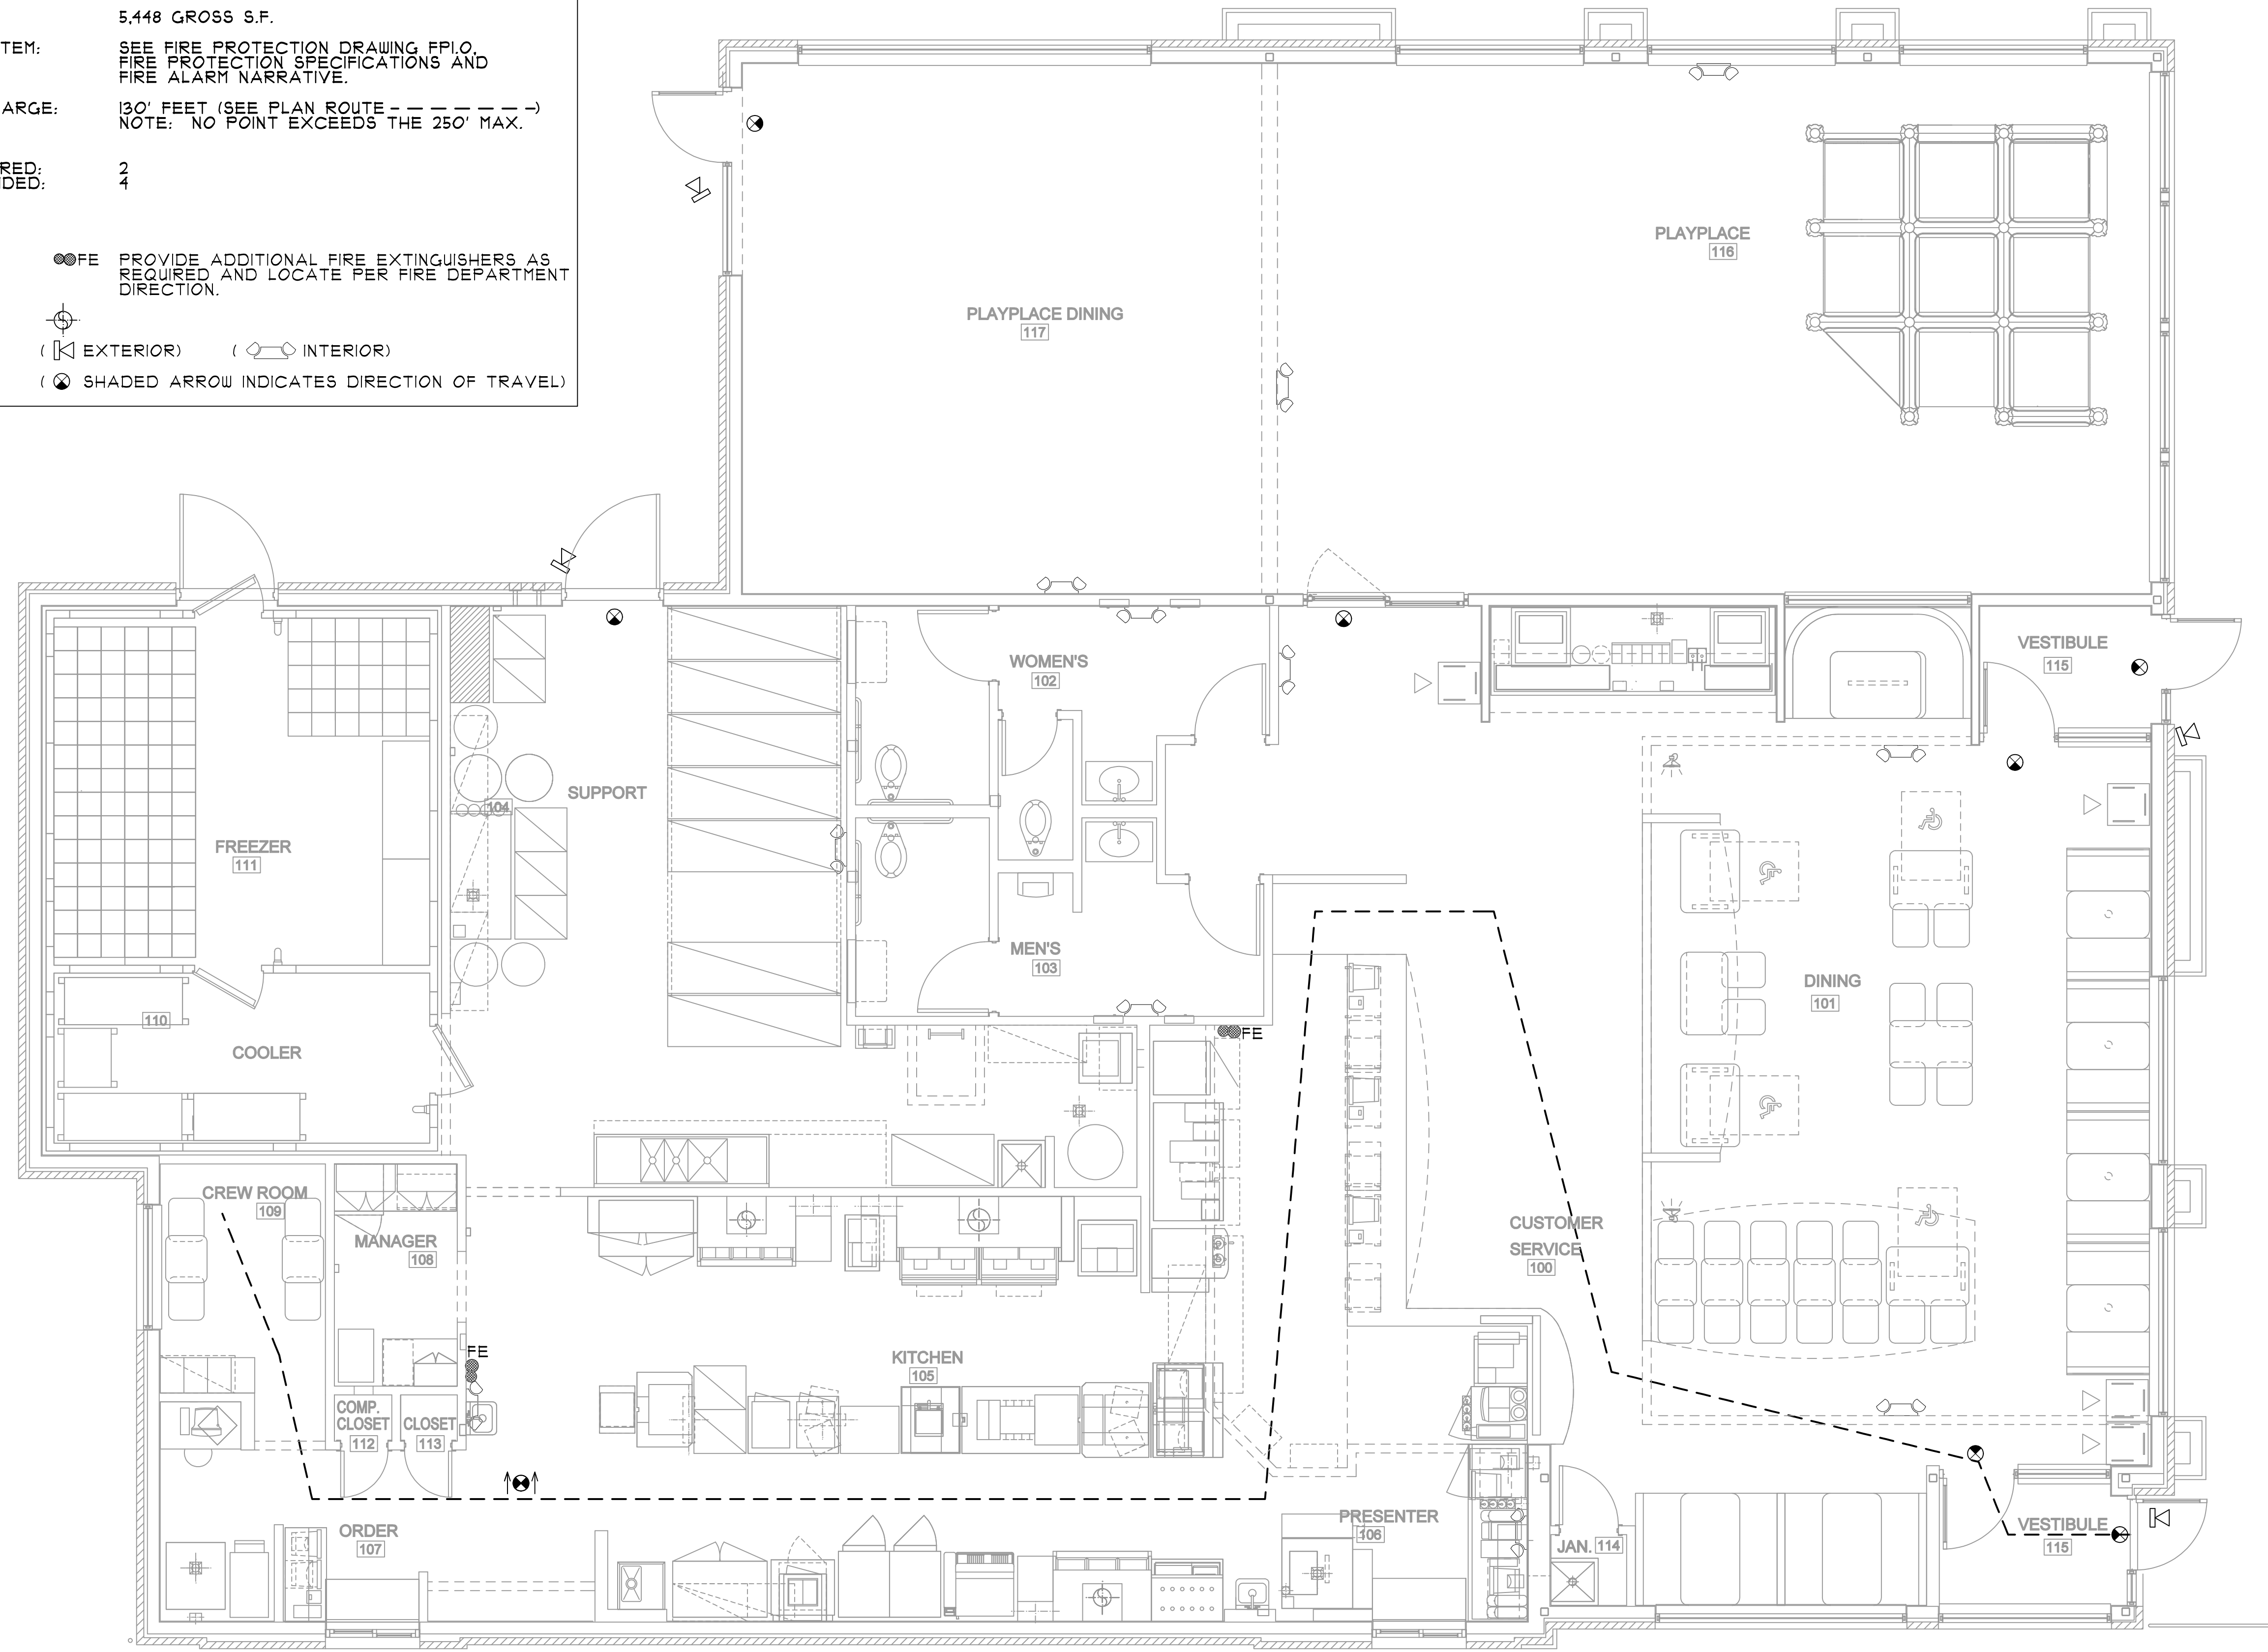 5,448 GROSS S.F.
TEM: SEE FIRE PROTECTION DRAWING FP1.0,
FIRE PROTECTION SPECIFICATIONS AND
FIRE ALARM NARRATIVE.
ARGE: 130' FEET (SEE PLAN ROUTE - - - - - - -)
NOTE: NO POINT EXCEEDS THE 250' MAX.
RED: 2
DED: 4
FE PROVIDE ADDITIONAL FIRE EXTINGUISHERS AS
REQUIRED AND LOCATE PER FIRE DEPARTMENT
DIRECTION.
( EXTERIOR) ( INTERIOR)
( SHADED ARROW INDICATES DIRECTION OF TRAVEL)
PLAYPLACE
116
PLAYPLACE DINING
117
WOMEN'S
102
VESTIBULE
115
SUPPORT
104
FREEZER
111
MEN'S
103
DINING
101
110
COOLER
FE
CREW ROOM
109
MANAGER
108
CUSTOMER
SERVICE
100
FE
KITCHEN
105
COMP.
CLOSET
112
CLOSET
113
ORDER
107
PRESENTER
106
JAN. 114
VESTIBULE
115